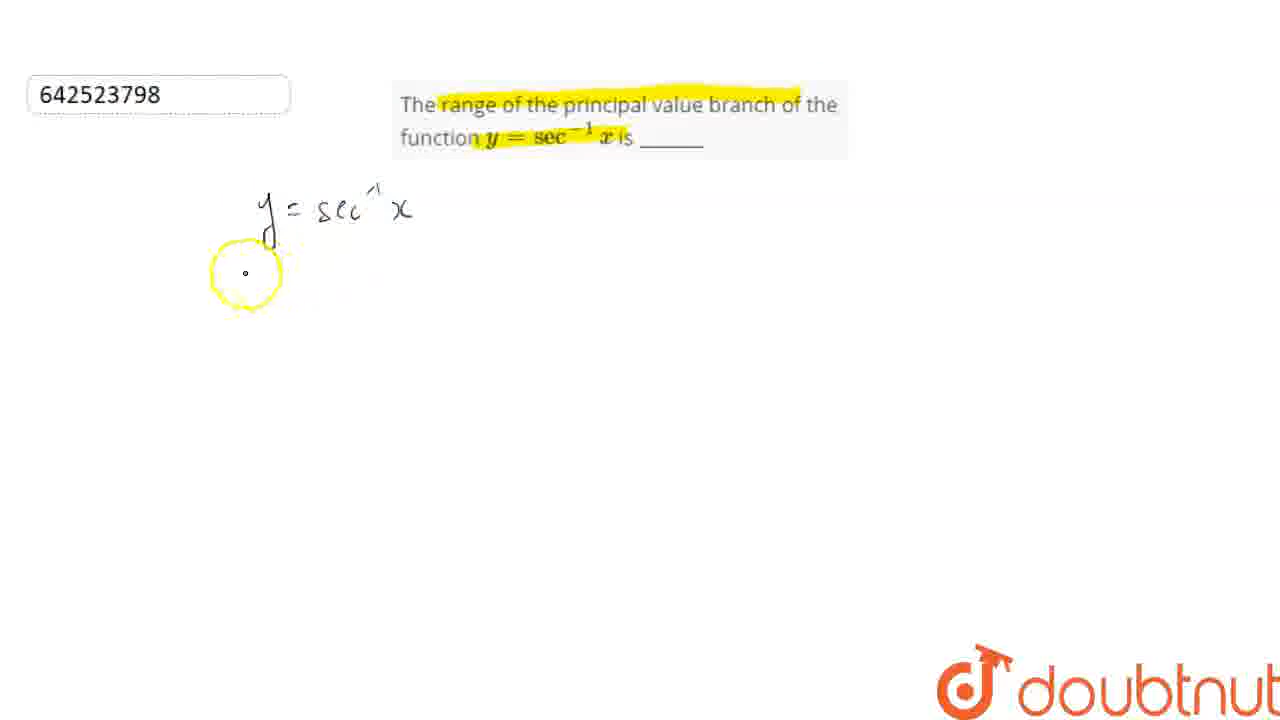 642523798
The range of the principal value branch of the
function y = sec⁻¹ x is ______
y = sec⁻¹ x
doubtnut